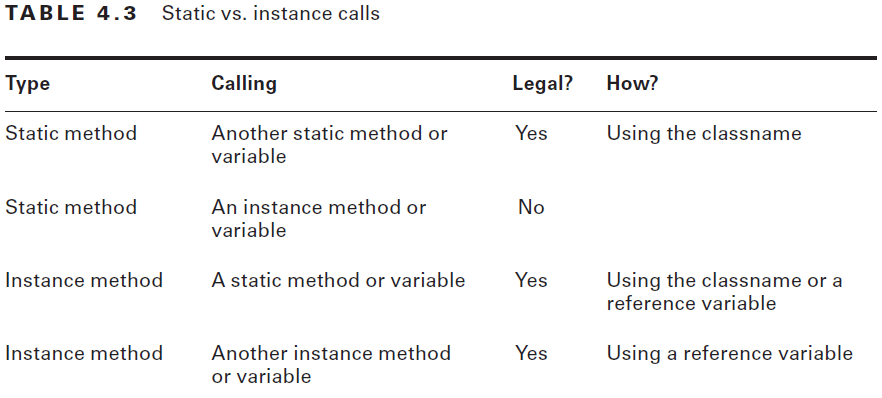 TABLE 4.3 Static vs. instance calls
Type Calling Legal? How?
Static method Another static method or Yes Using the classname
variable
Static method An instance method or No
variable
Instance method A static method or variable Yes Using the classname or a
reference variable
Instance method Another instance method Yes Using a reference variable
or variable